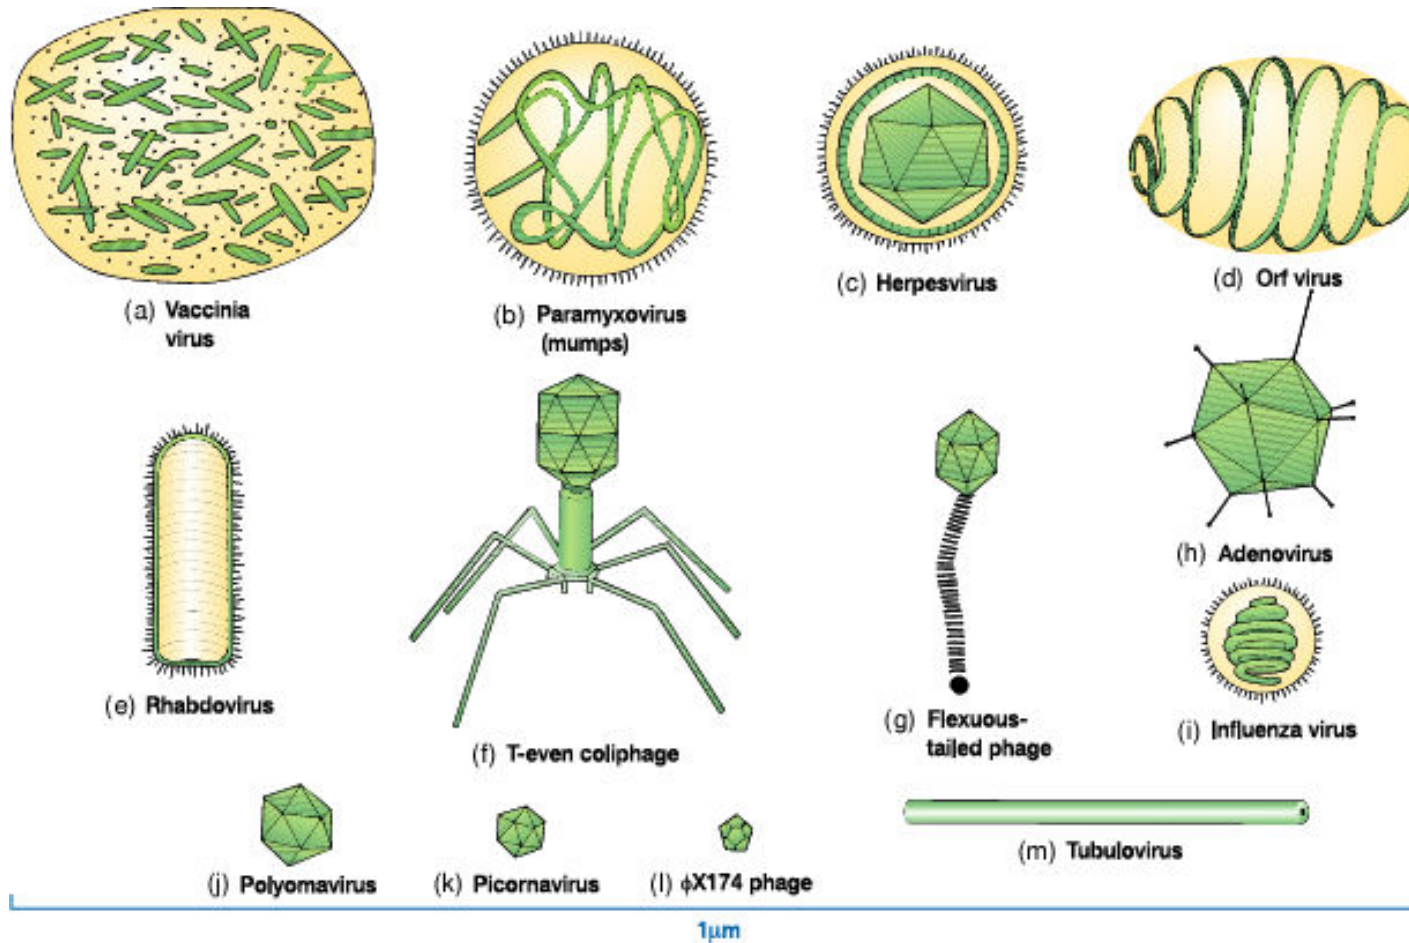 (a) Vaccinia
virus
(b) Paramyxovirus
(mumps)
(c) Herpesvirus
(d) Orf virus
(e) Rhabdovirus
(f) T-even coliphage
(g) Flexuous-
tailed phage
(h) Adenovirus
(i) Influenza virus
(j) Polyomavirus
(k) Picornavirus
(l) ϕX174 phage
(m) Tubulovirus
1μm